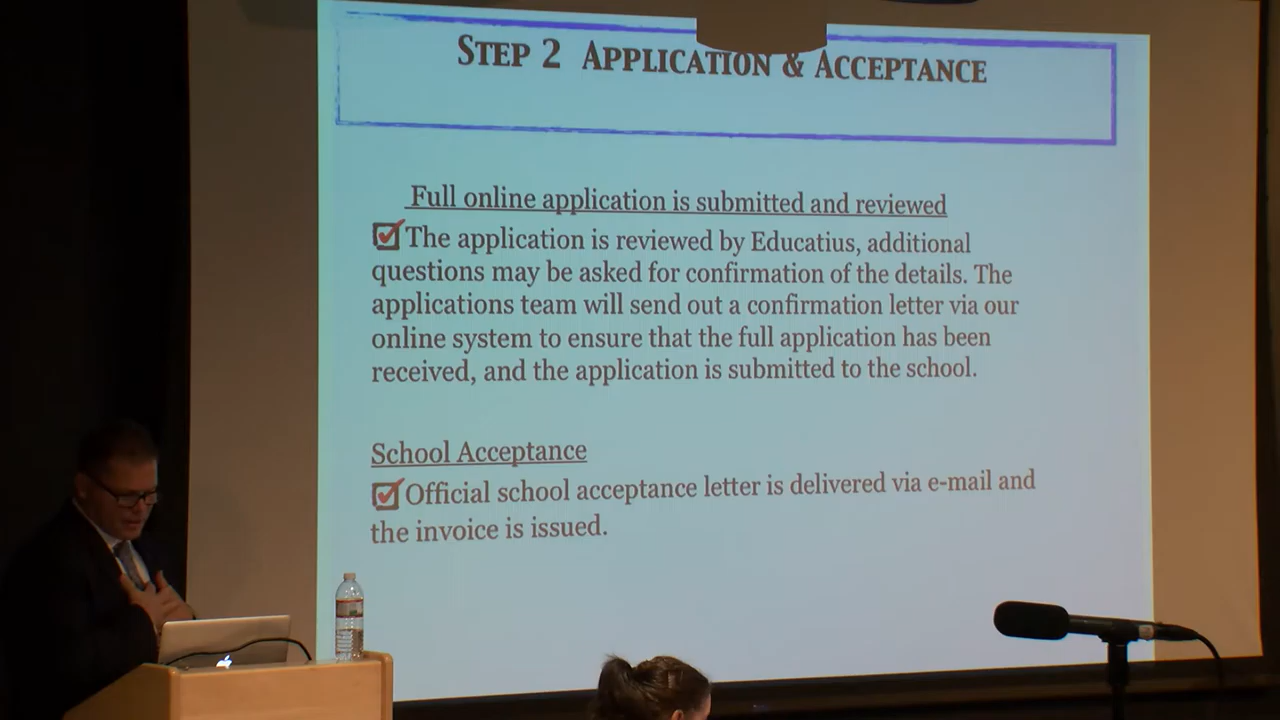 STEP 2 APPLICATION & ACCEPTANCE
Full online application is submitted and reviewed
The application is reviewed by Educatius, additional
questions may be asked for confirmation of the details. The
applications team will send out a confirmation letter via our
online system to ensure that the full application has been
received, and the application is submitted to the school.
School Acceptance
Official school acceptance letter is delivered via e-mail and
the invoice is issued.